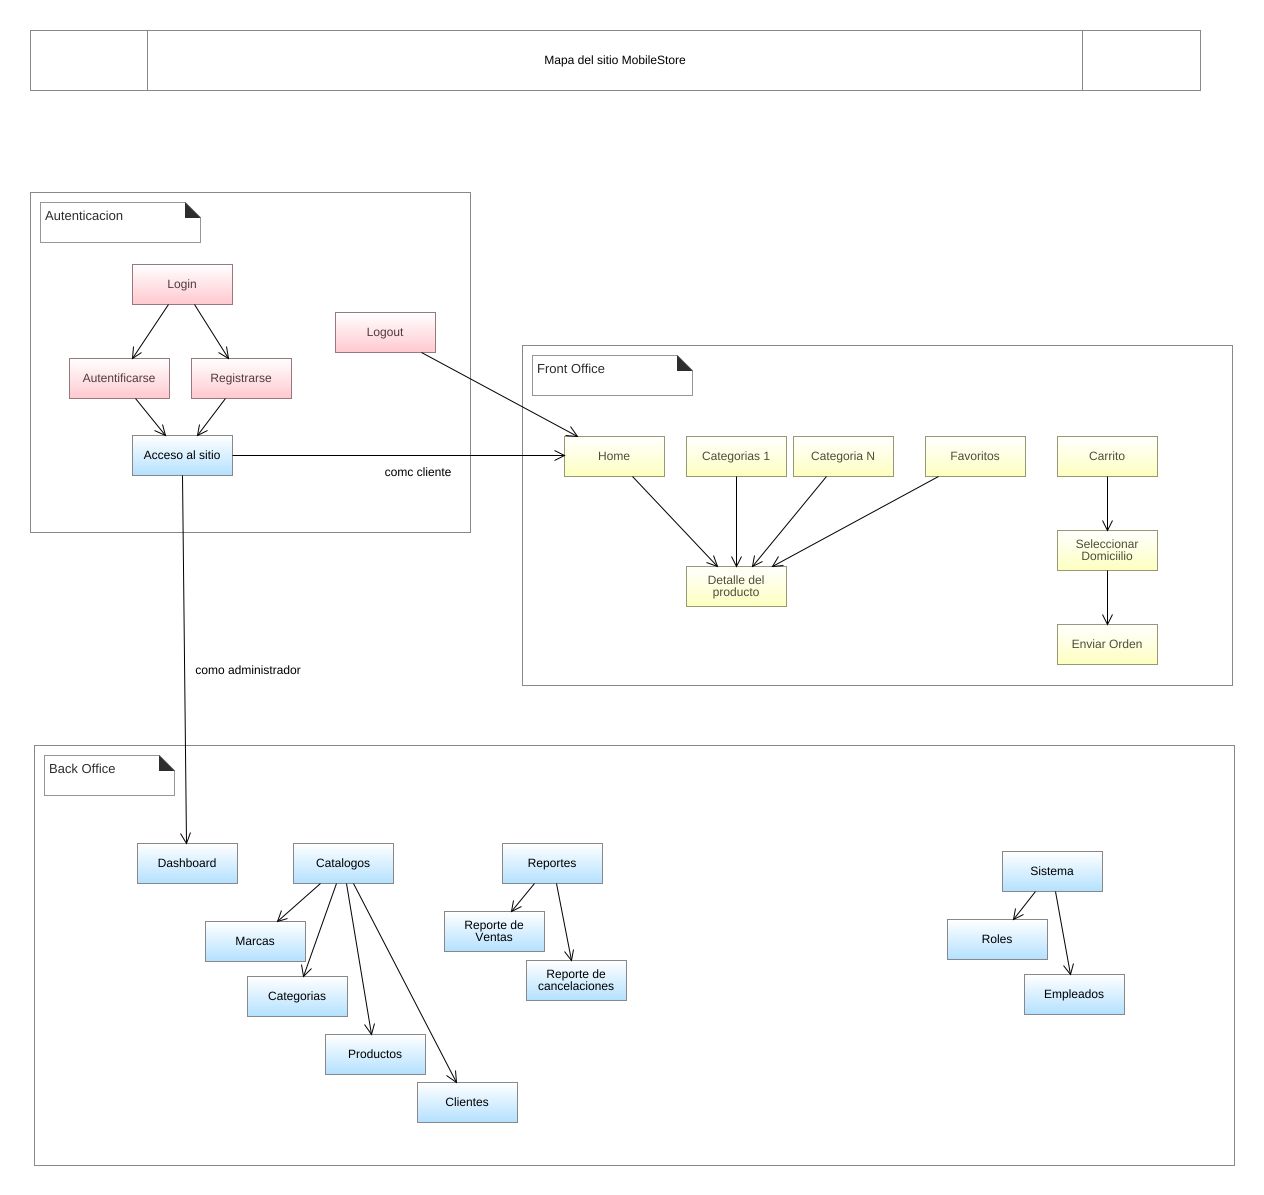 Mapa del sitio MobileStore
Autenticacion
Login
Logout
Autentificarse
Registrarse
Acceso al sitio
comc cliente
Front Office
Home
Categorias 1
Categoria N
Favoritos
Carrito
Seleccionar
Domiciilio
Detalle del
producto
Enviar Orden
como administrador
Back Office
Dashboard
Catalogos
Reportes
Sistema
Marcas
Reporte de
Ventas
Roles
Categorias
Reporte de
cancelaciones
Empleados
Productos
Clientes